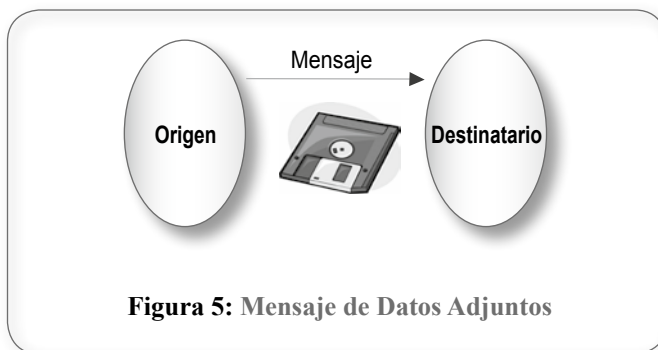 Mensaje
Origen
Destinatario
Figura 5: Mensaje de Datos Adjuntos